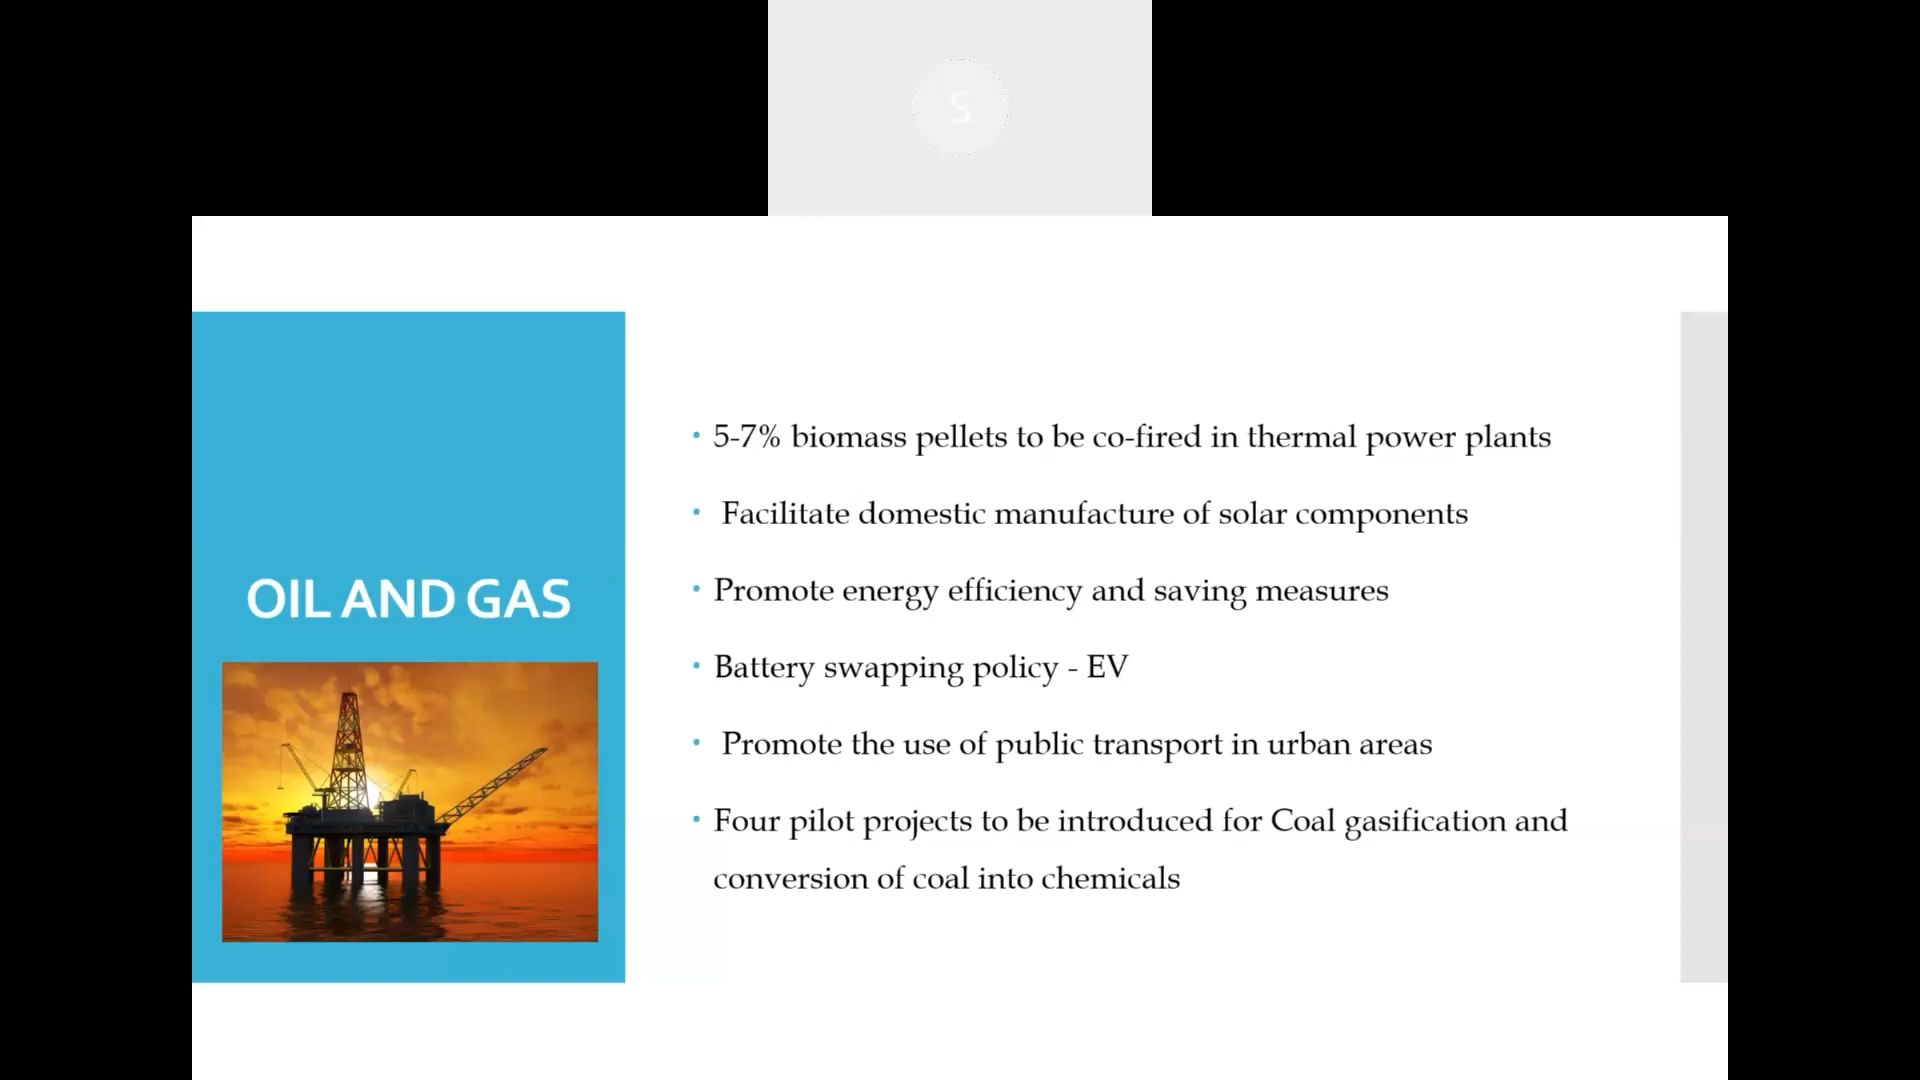 S
OIL AND GAS
• 5-7% biomass pellets to be co-fired in thermal power plants
• Facilitate domestic manufacture of solar components
• Promote energy efficiency and saving measures
• Battery swapping policy - EV
• Promote the use of public transport in urban areas
• Four pilot projects to be introduced for Coal gasification and
conversion of coal into chemicals